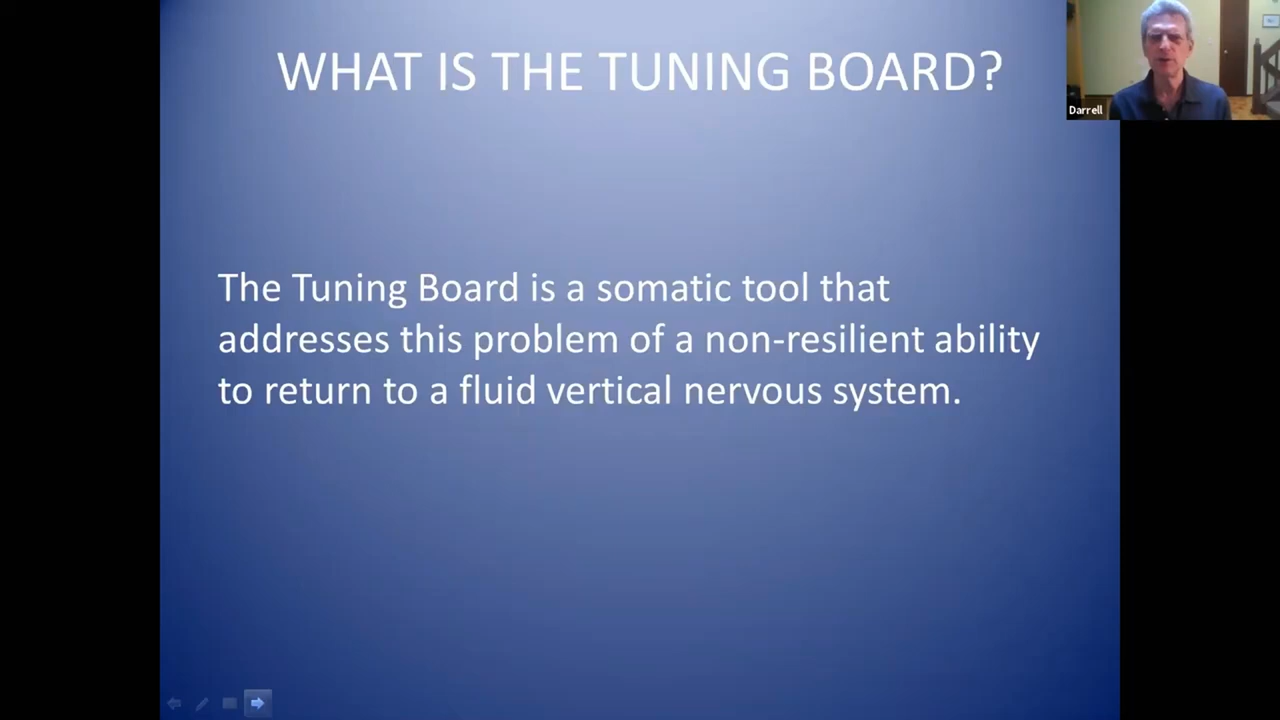 WHAT IS THE TUNING BOARD?
Darrell
The Tuning Board is a somatic tool that
addresses this problem of a non-resilient ability
to return to a fluid vertical nervous system.